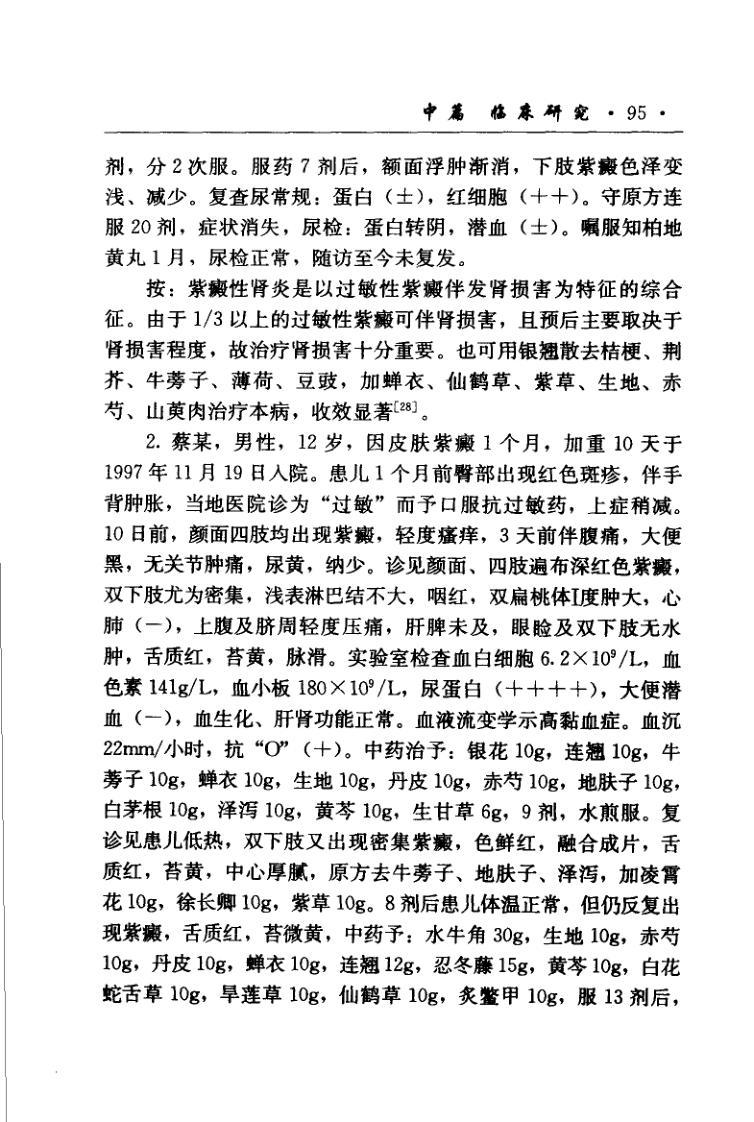 中篇 临床研究 · 95 ·
剂，分 2 次服。服药 7 剂后，额面浮肿渐消，下肢紫癜色泽变
浅、减少。复查尿常规：蛋白（±），红细胞（＋＋）。守原方连
服 20 剂，症状消失，尿检：蛋白转阴，潜血（±）。嘱服知柏地
黄丸 1 月，尿检正常，随访至今未复发。
按：紫癜性肾炎是以过敏性紫癜伴发肾损害为特征的综合
征。由于 1/3 以上的过敏性紫癜可伴肾损害，且预后主要取决于
肾损害程度，故治疗肾损害十分重要。也可用银翘散去桔梗、荆
芥、牛蒡子、薄荷、豆豉，加蝉衣、仙鹤草、紫草、生地、赤
芍、山萸肉治疗本病，收效显著[28]。
2. 蔡某，男性，12 岁，因皮肤紫癜 1 个月，加重 10 天于
1997 年 11 月 19 日入院。患儿 1 个月前臀部出现红色斑疹，伴手
背肿胀，当地医院诊为“过敏”而予口服抗过敏药，上症稍减。
10 日前，颜面四肢均出现紫癜，轻度瘙痒，3 天前伴腹痛，大便
黑，无关节肿痛，尿黄，纳少。诊见颜面、四肢遍布深红色紫癜，
双下肢尤为密集，浅表淋巴结不大，咽红，双扁桃体I度肿大，心
肺（－），上腹及脐周轻度压痛，肝脾未及，眼睑及双下肢无水
肿，舌质红，苔黄，脉滑。实验室检查血白细胞 6.2×10⁹/L，血
色素 141g/L，血小板 180×10⁹/L，尿蛋白（＋＋＋＋），大便潜
血（－），血生化、肝肾功能正常。血液流变学示高黏血症。血沉
22mm/小时，抗“O”（＋）。中药治予：银花 10g，连翘 10g，牛
蒡子 10g，蝉衣 10g，生地 10g，丹皮 10g，赤芍 10g，地肤子 10g，
白茅根 10g，泽泻 10g，黄芩 10g，生甘草 6g，9 剂，水煎服。复
诊见患儿低热，双下肢又出现密集紫癜，色鲜红，融合成片，舌
质红，苔黄，中心厚腻，原方去牛蒡子、地肤子、泽泻，加凌霄
花 10g，徐长卿 10g，紫草 10g。8 剂后患儿体温正常，但仍反复出
现紫癜，舌质红，苔微黄，中药予：水牛角 30g，生地 10g，赤芍
10g，丹皮 10g，蝉衣 10g，连翘 12g，忍冬藤 15g，黄芩 10g，白花
蛇舌草 10g，旱莲草 10g，仙鹤草 10g，炙鳖甲 10g，服 13 剂后，